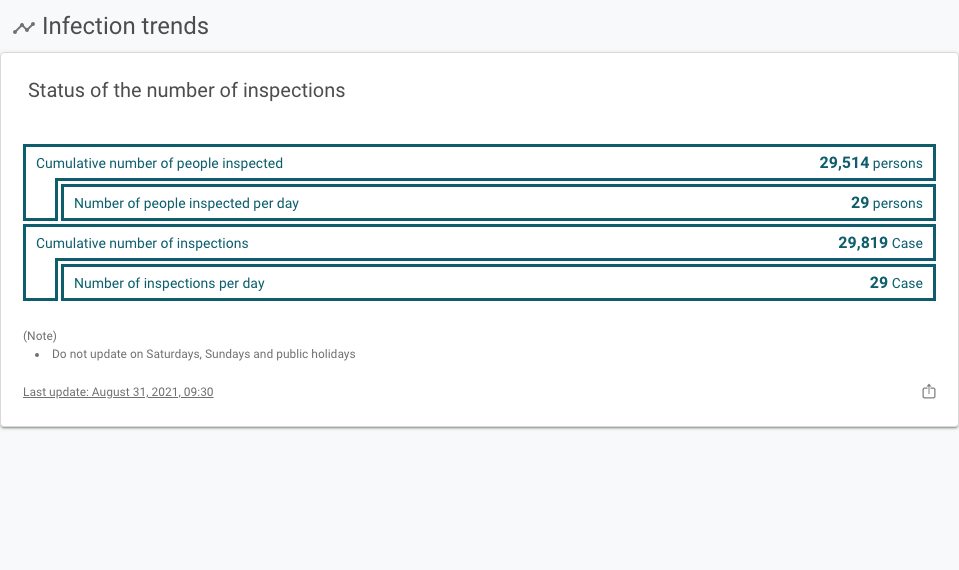 Infection trends
Status of the number of inspections
Cumulative number of people inspected 29,514 persons
Number of people inspected per day 29 persons
Cumulative number of inspections 29,819 Case
Number of inspections per day 29 Case
(Note)
• Do not update on Saturdays, Sundays and public holidays
Last update: August 31, 2021, 09:30